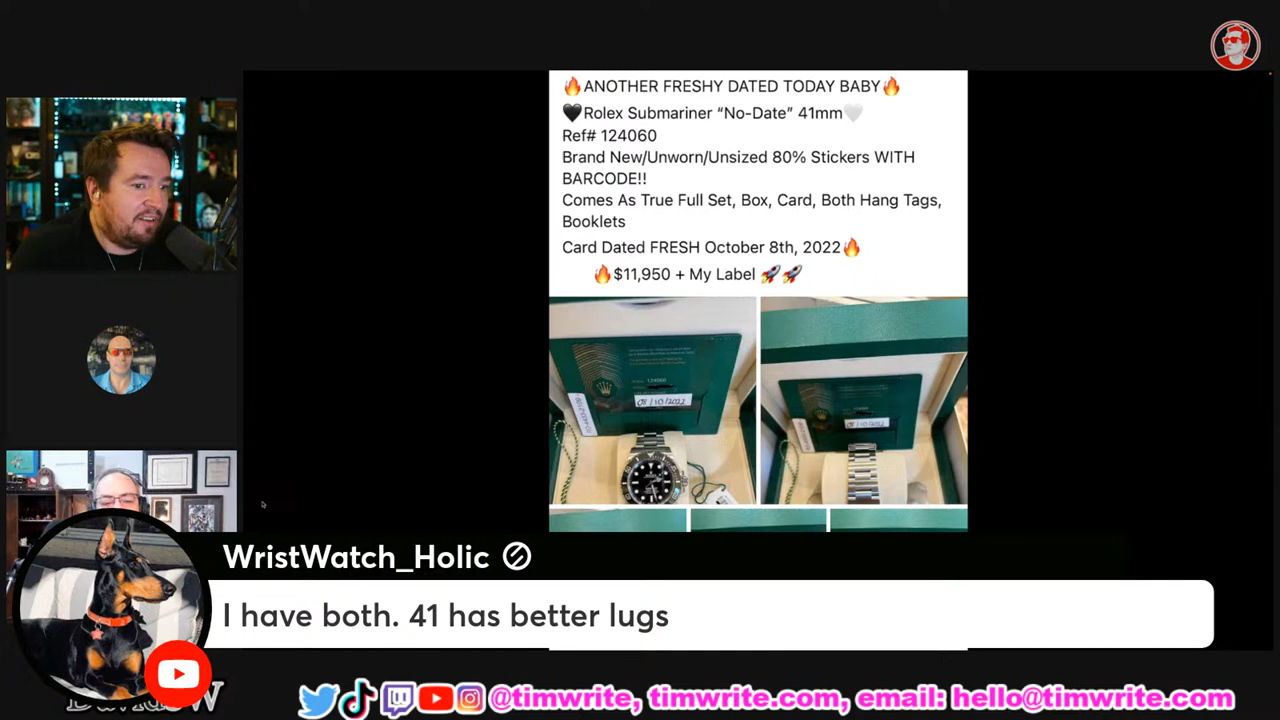 🔥ANOTHER FRESHY DATED TODAY BABY🔥
🖤Rolex Submariner “No-Date” 41mm🤍
Ref# 124060
Brand New/Unworn/Unsized 80% Stickers WITH
BARCODE!!
Comes As True Full Set, Box, Card, Both Hang Tags,
Booklets
Card Dated FRESH October 8th, 2022🔥
🔥$11,950 + My Label 🚀🚀
124060
08/10/2022
WristWatch_Holic
I have both. 41 has better lugs
@timwrite, timwrite.com, email: hello@timwrite.com